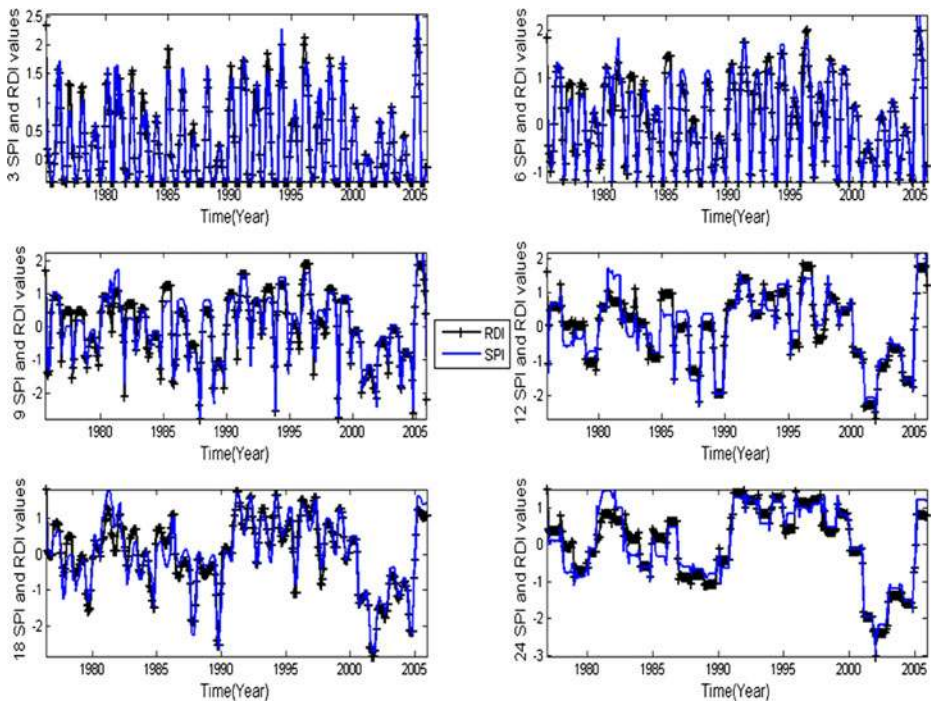 3 SPI and RDI values
2.5
2
1.5
1
0.5
0
1980 1985 1990 1995 2000 2005
Time(Year)
6 SPI and RDI values
2
1
0
-1
1980 1985 1990 1995 2000 2005
Time(Year)
9 SPI and RDI values
2
1
0
-1
-2
1980 1985 1990 1995 2000 2005
Time(Year)
RDI
SPI
12 SPI and RDI values
2
1
0
-1
-2
1980 1985 1990 1995 2000 2005
Time(Year)
18 SPI and RDI values
1
0
-1
-2
1980 1985 1990 1995 2000 2005
Time(Year)
24 SPI and RDI values
1
0
-1
-2
-3
1980 1985 1990 1995 2000 2005
Time(Year)